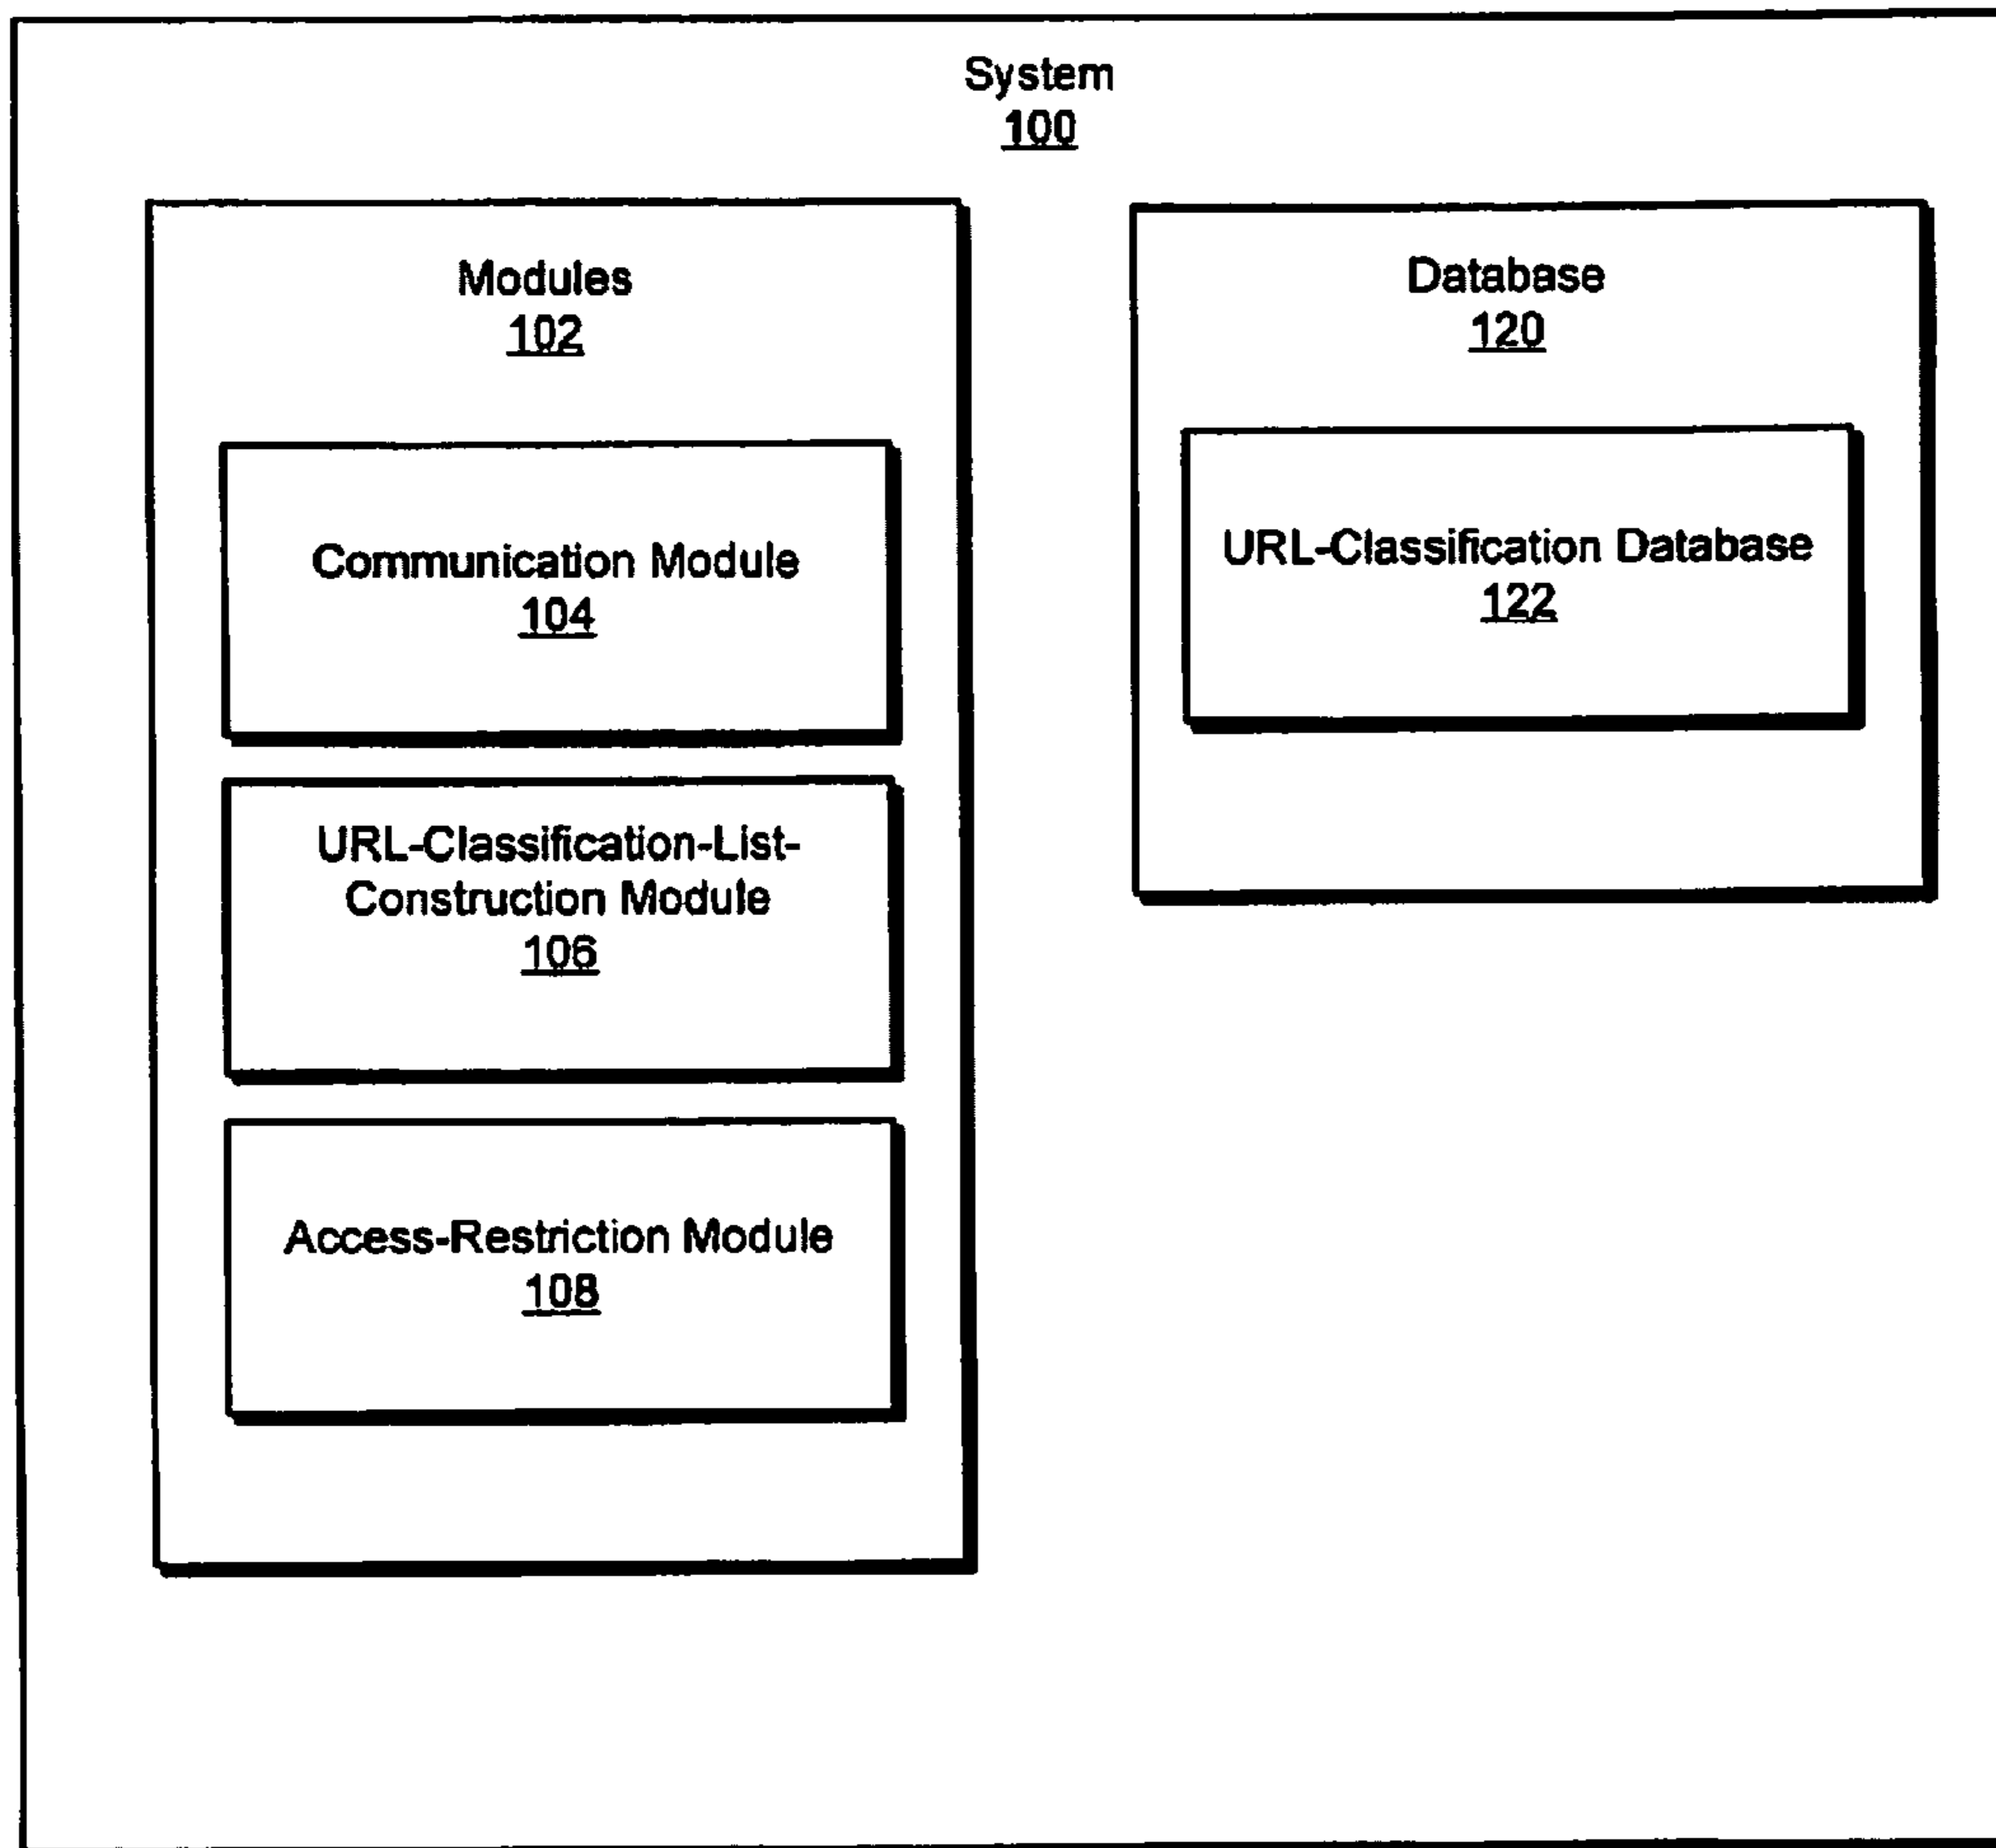 System
100
Modules
102
Communication Module
104
URL-Classification-List-
Construction Module
106
Access-Restriction Module
108
Database
120
URL-Classification Database
122